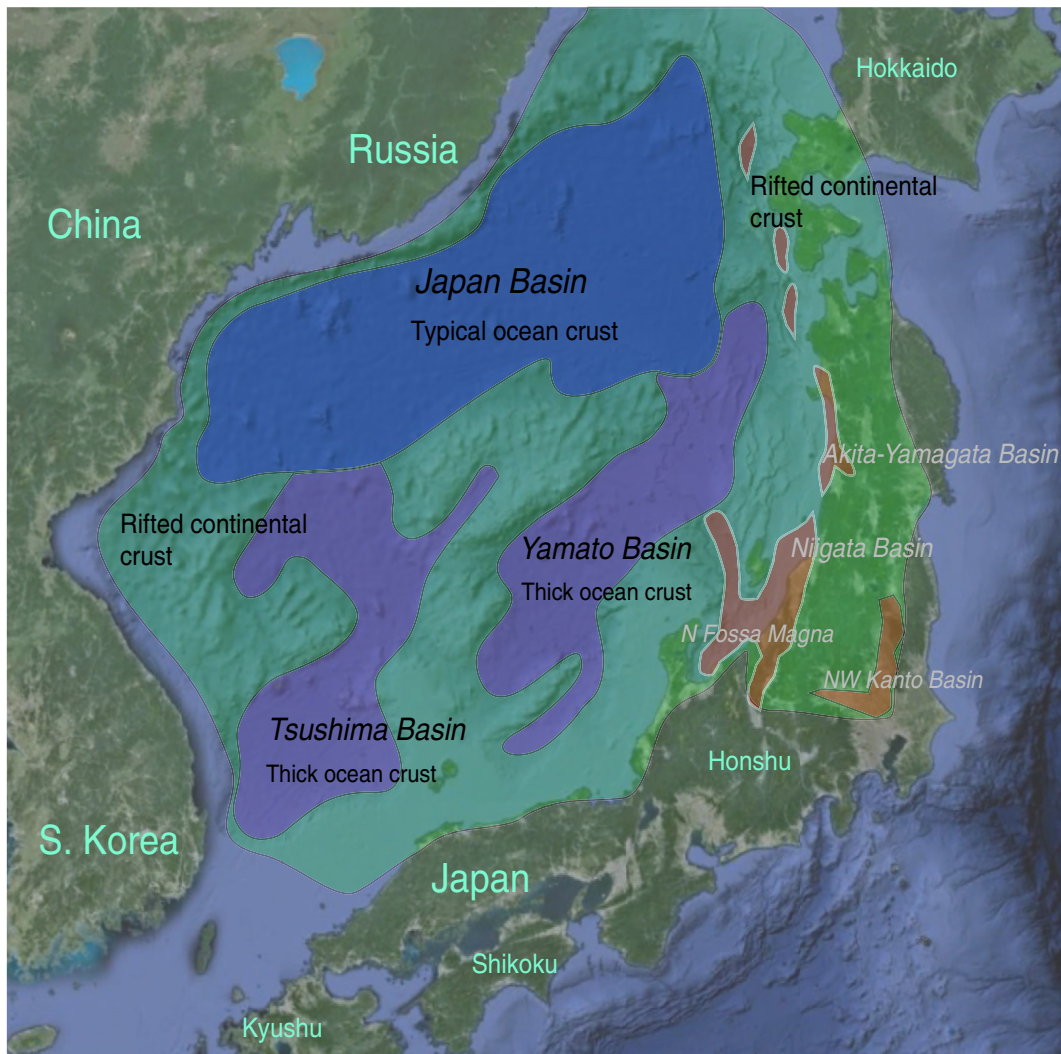 Hokkaido
Russia
Rifted continental
crust
China
Japan Basin
Typical ocean crust
Akita-Yamagata Basin
Rifted continental
crust
Yamato Basin
Niigata Basin
Thick ocean crust
N Fossa Magna
NW Kanto Basin
Tsushima Basin
Thick ocean crust
Honshu
S. Korea
Japan
Shikoku
Kyushu